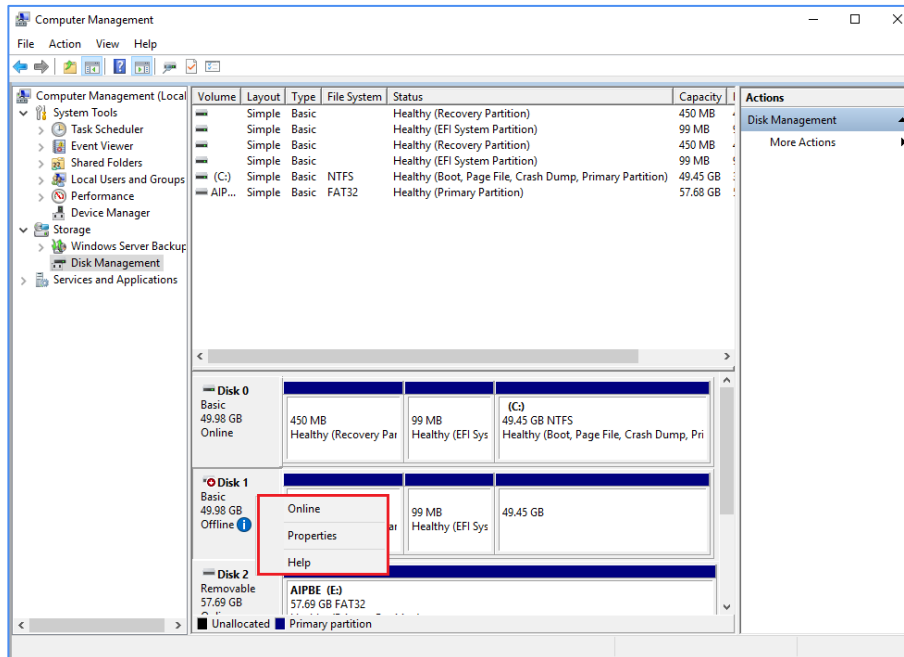 Computer Management
File Action View Help
Computer Management (Local
System Tools
Task Scheduler
Event Viewer
Shared Folders
Local Users and Groups
Performance
Device Manager
Storage
Windows Server Backup
Disk Management
Services and Applications
Volume Layout Type File System Status Capacity
Simple Basic Healthy (Recovery Partition) 450 MB
Simple Basic Healthy (EFI System Partition) 99 MB
Simple Basic Healthy (Recovery Partition) 450 MB
Simple Basic Healthy (EFI System Partition) 99 MB
(C:) Simple Basic NTFS Healthy (Boot, Page File, Crash Dump, Primary Partition) 49.45 GB
AIP... Simple Basic FAT32 Healthy (Primary Partition) 57.68 GB
Actions
Disk Management
More Actions
Disk 0
Basic
49.98 GB
Online
450 MB
Healthy (Recovery Par
99 MB
Healthy (EFI Sys
(C:)
49.45 GB NTFS
Healthy (Boot, Page File, Crash Dump, Pri
Disk 1
Basic
49.98 GB
Offline
Online
Properties
Help
99 MB
Healthy (EFI Sys
49.45 GB
Disk 2
Removable
57.69 GB
AIPBE (E:)
57.69 GB FAT32
Unallocated Primary partition